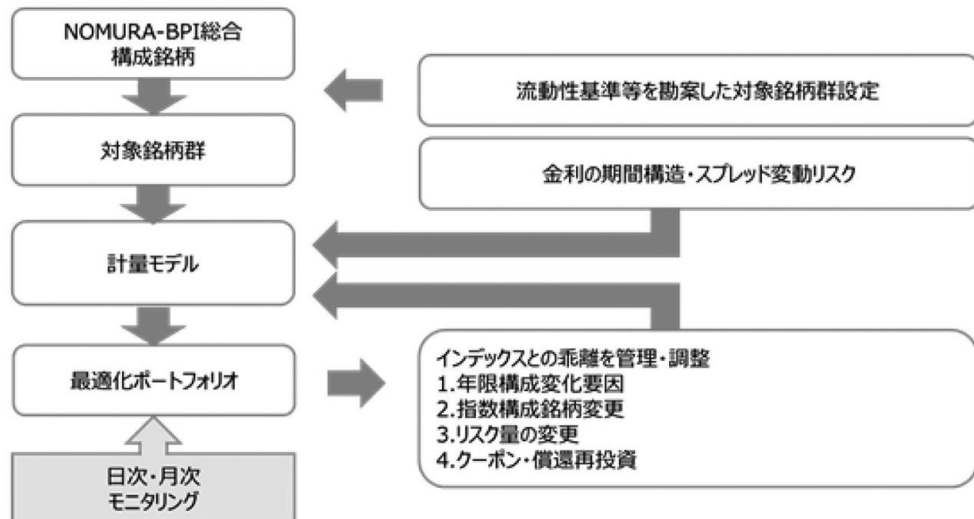 NOMURA-BPI総合
構成銘柄
流動性基準等を勘案した対象銘柄群設定
対象銘柄群
金利の期間構造・スプレッド変動リスク
計量モデル
最適化ポートフォリオ
インデックスとの乖離を管理・調整
1.年限構成変化要因
2.指数構成銘柄変更
3.リスク量の変更
4.クーポン・償還再投資
日次・月次
モニタリング